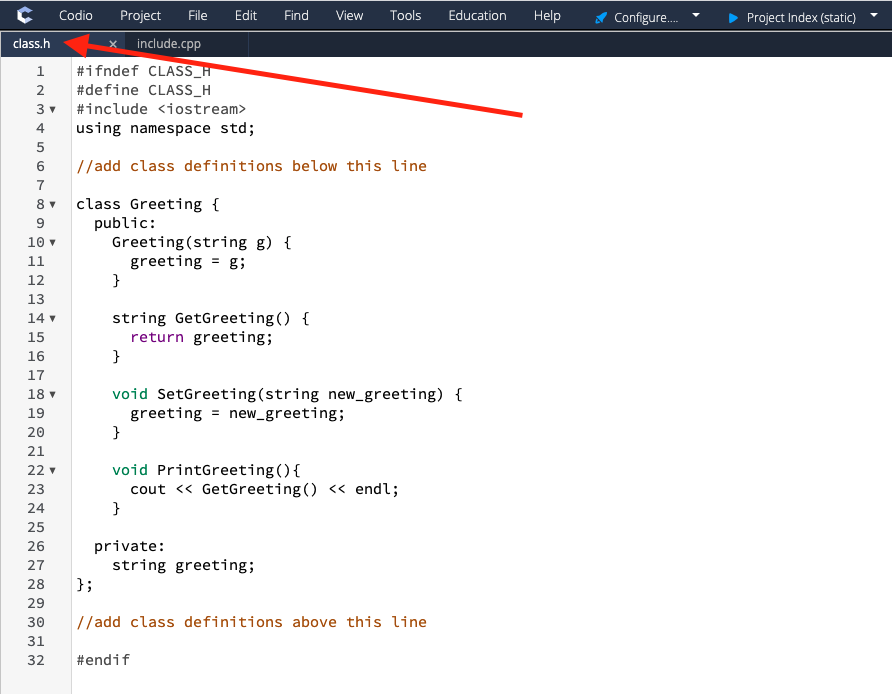 Codio Project File Edit Find View Tools Education Help Configure.... Project Index (static)
class.h × include.cpp
1 #ifndef CLASS_H
2 #define CLASS_H
3 #include <iostream>
4 using namespace std;
5
6 //add class definitions below this line
7
8 class Greeting {
9   public:
10     Greeting(string g) {
11       greeting = g;
12     }
13
14     string GetGreeting() {
15       return greeting;
16     }
17
18     void SetGreeting(string new_greeting) {
19       greeting = new_greeting;
20     }
21
22     void PrintGreeting(){
23       cout << GetGreeting() << endl;
24     }
25
26   private:
27     string greeting;
28 };
29
30 //add class definitions above this line
31
32 #endif